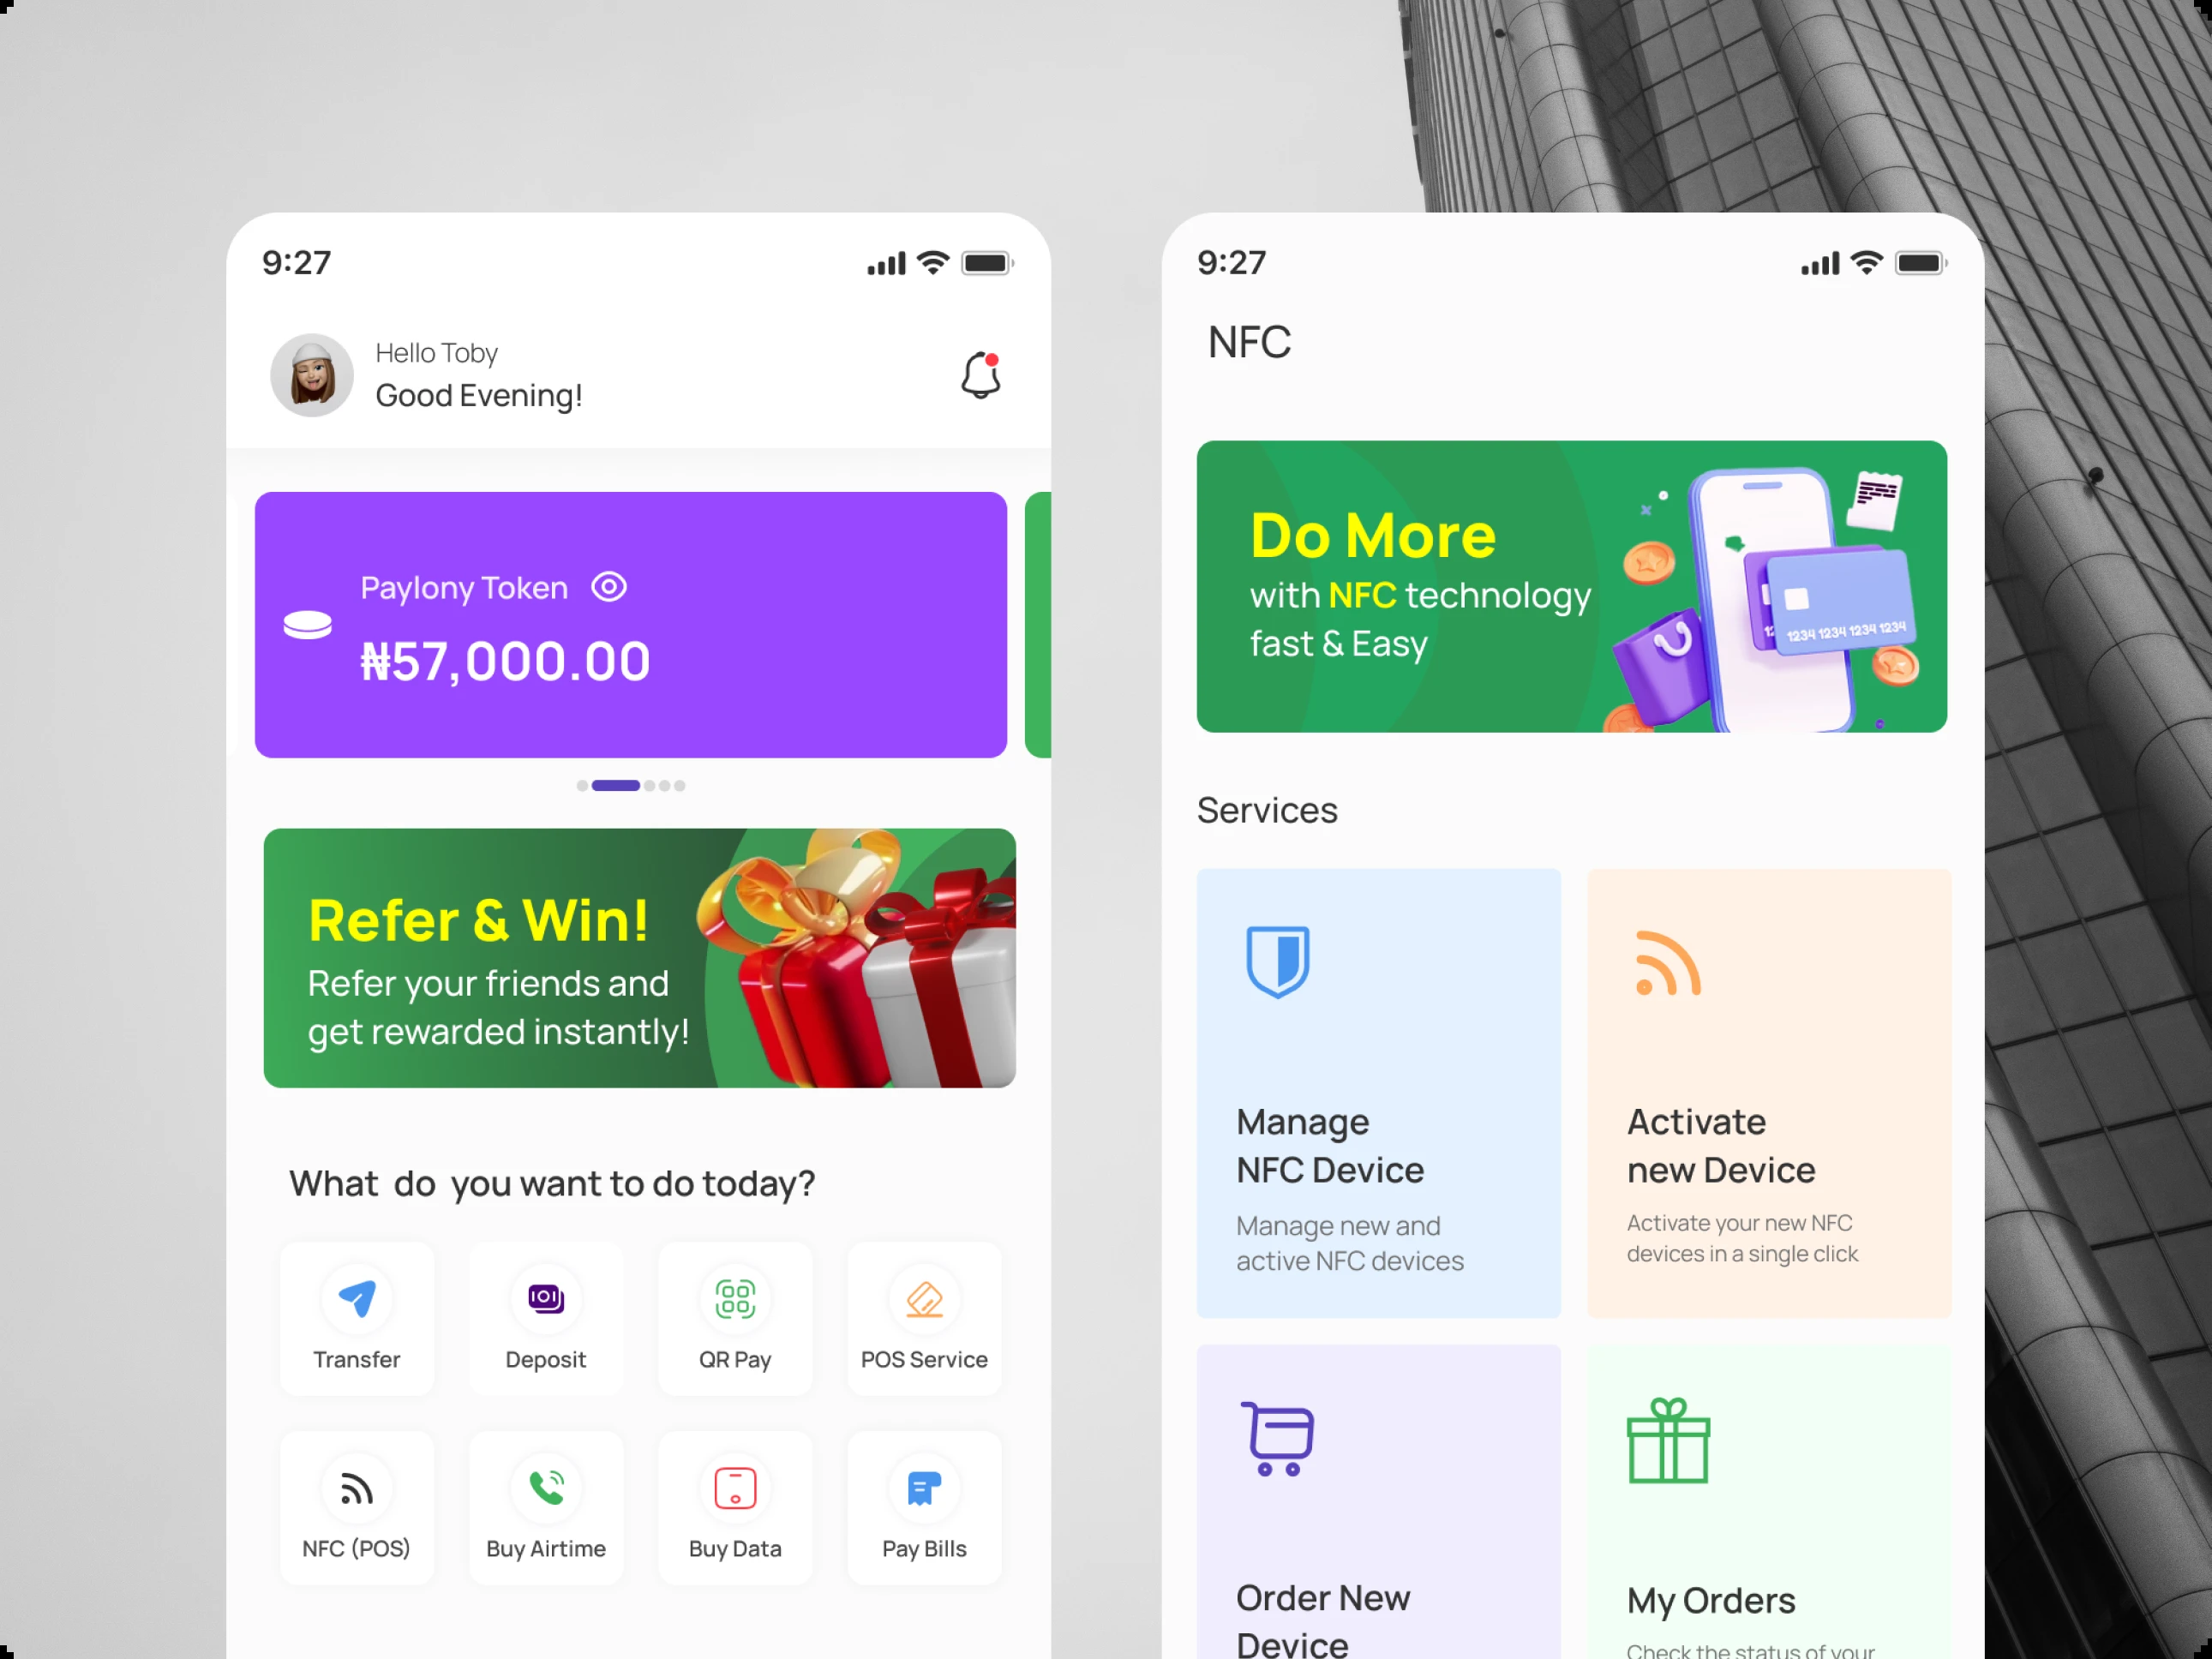 9:27
Hello Toby
Good Evening!
Paylony Token
₦57,000.00
Refer & Win!
Refer your friends and
get rewarded instantly!
What do you want to do today?
Transfer
Deposit
QR Pay
POS Service
NFC (POS)
Buy Airtime
Buy Data
Pay Bills
9:27
NFC
Do More
with NFC technology
fast & Easy
1234 1234 1234 1234
Services
Manage
NFC Device
Manage new and
active NFC devices
Activate
new Device
Activate your new NFC
devices in a single click
Order New
Device
My Orders
Check the status of your